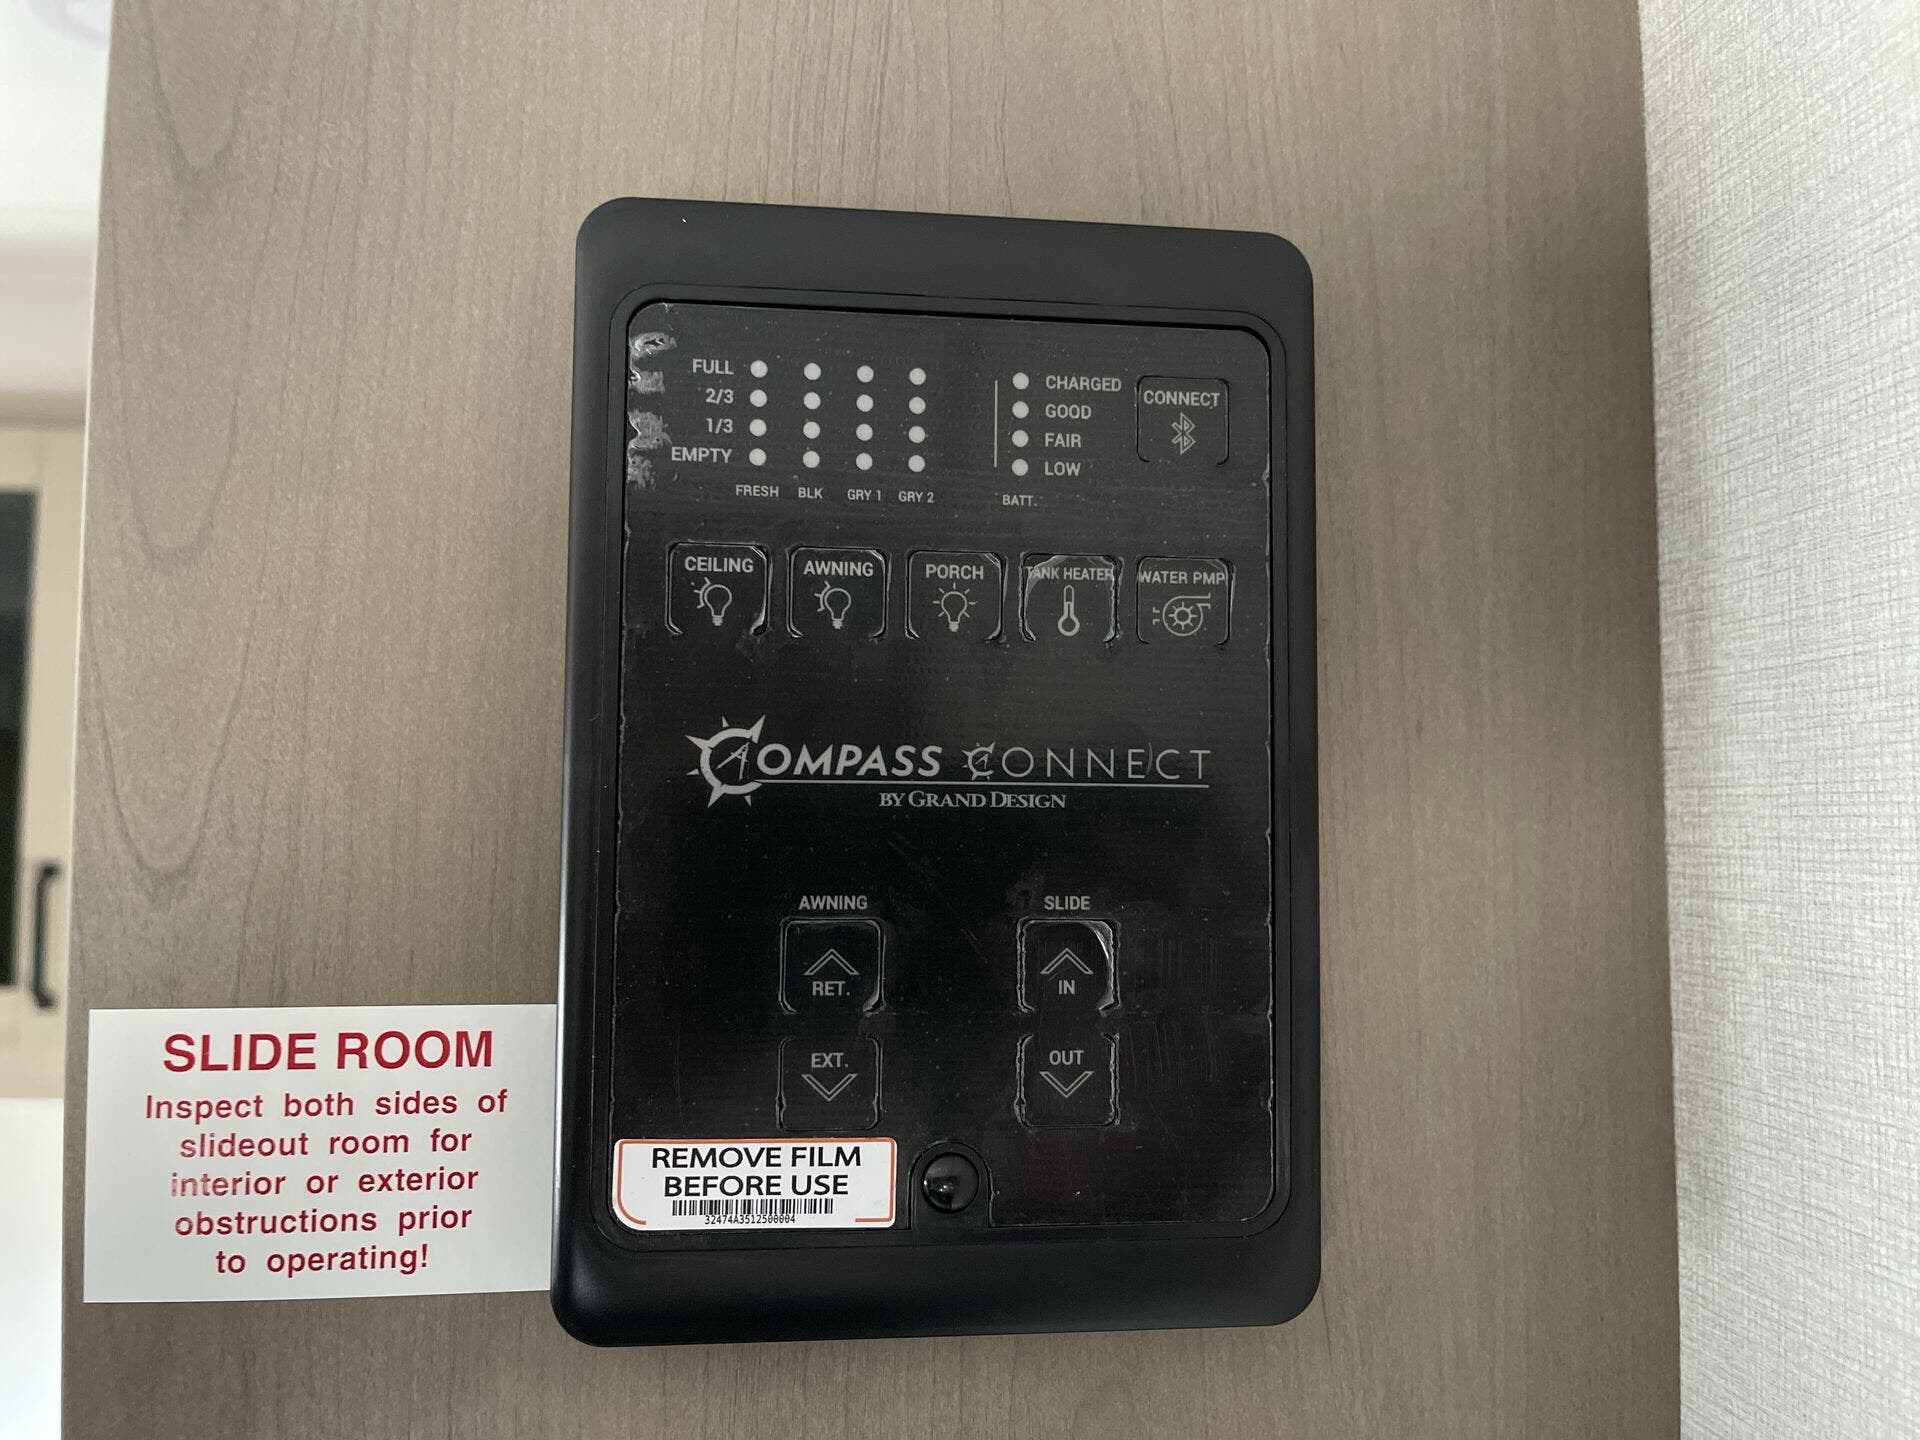 FULL
2/3
1/3
EMPTY
FRESH BLK GRY 1 GRY 2
CHARGED
GOOD
FAIR
LOW
BATT.
CONNECT
CEILING
AWNING
PORCH
TANK HEATER
WATER PMP
COMPASS CONNECT
BY GRAND DESIGN
AWNING
RET.
EXT.
SLIDE
IN
OUT
REMOVE FILM
BEFORE USE
32474A3512500004
SLIDE ROOM
Inspect both sides of
slideout room for
interior or exterior
obstructions prior
to operating!